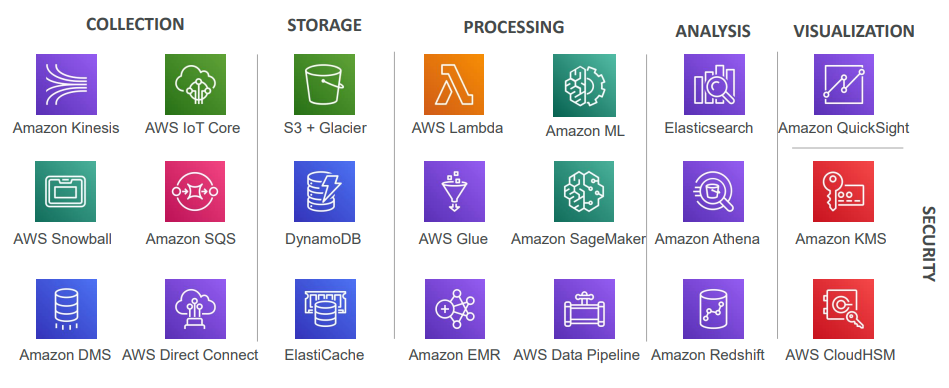 COLLECTION
STORAGE
PROCESSING
ANALYSIS
VISUALIZATION
Amazon Kinesis
AWS IoT Core
S3 + Glacier
AWS Lambda
Amazon ML
Elasticsearch
Amazon QuickSight
AWS Snowball
Amazon SQS
DynamoDB
AWS Glue
Amazon SageMaker
Amazon Athena
Amazon KMS
SECURITY
Amazon DMS
AWS Direct Connect
ElastiCache
Amazon EMR
AWS Data Pipeline
Amazon Redshift
AWS CloudHSM